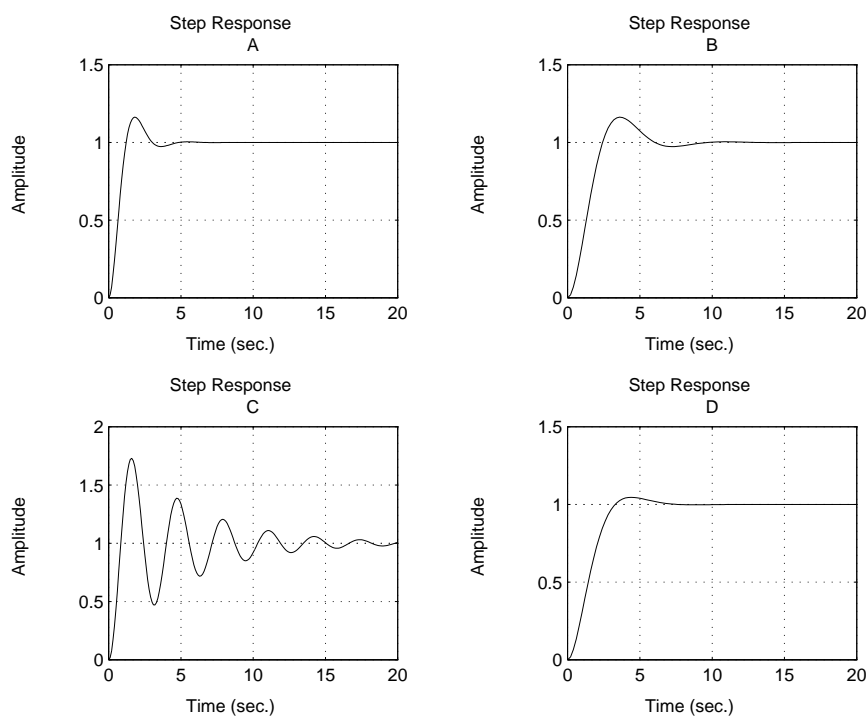 Step Response
A
1.5
1
0.5
0
0 5 10 15 20
Amplitude
Time (sec.)
Step Response
B
1.5
1
0.5
0
0 5 10 15 20
Amplitude
Time (sec.)
Step Response
C
2
1.5
1
0.5
0
0 5 10 15 20
Amplitude
Time (sec.)
Step Response
D
1.5
1
0.5
0
0 5 10 15 20
Amplitude
Time (sec.)